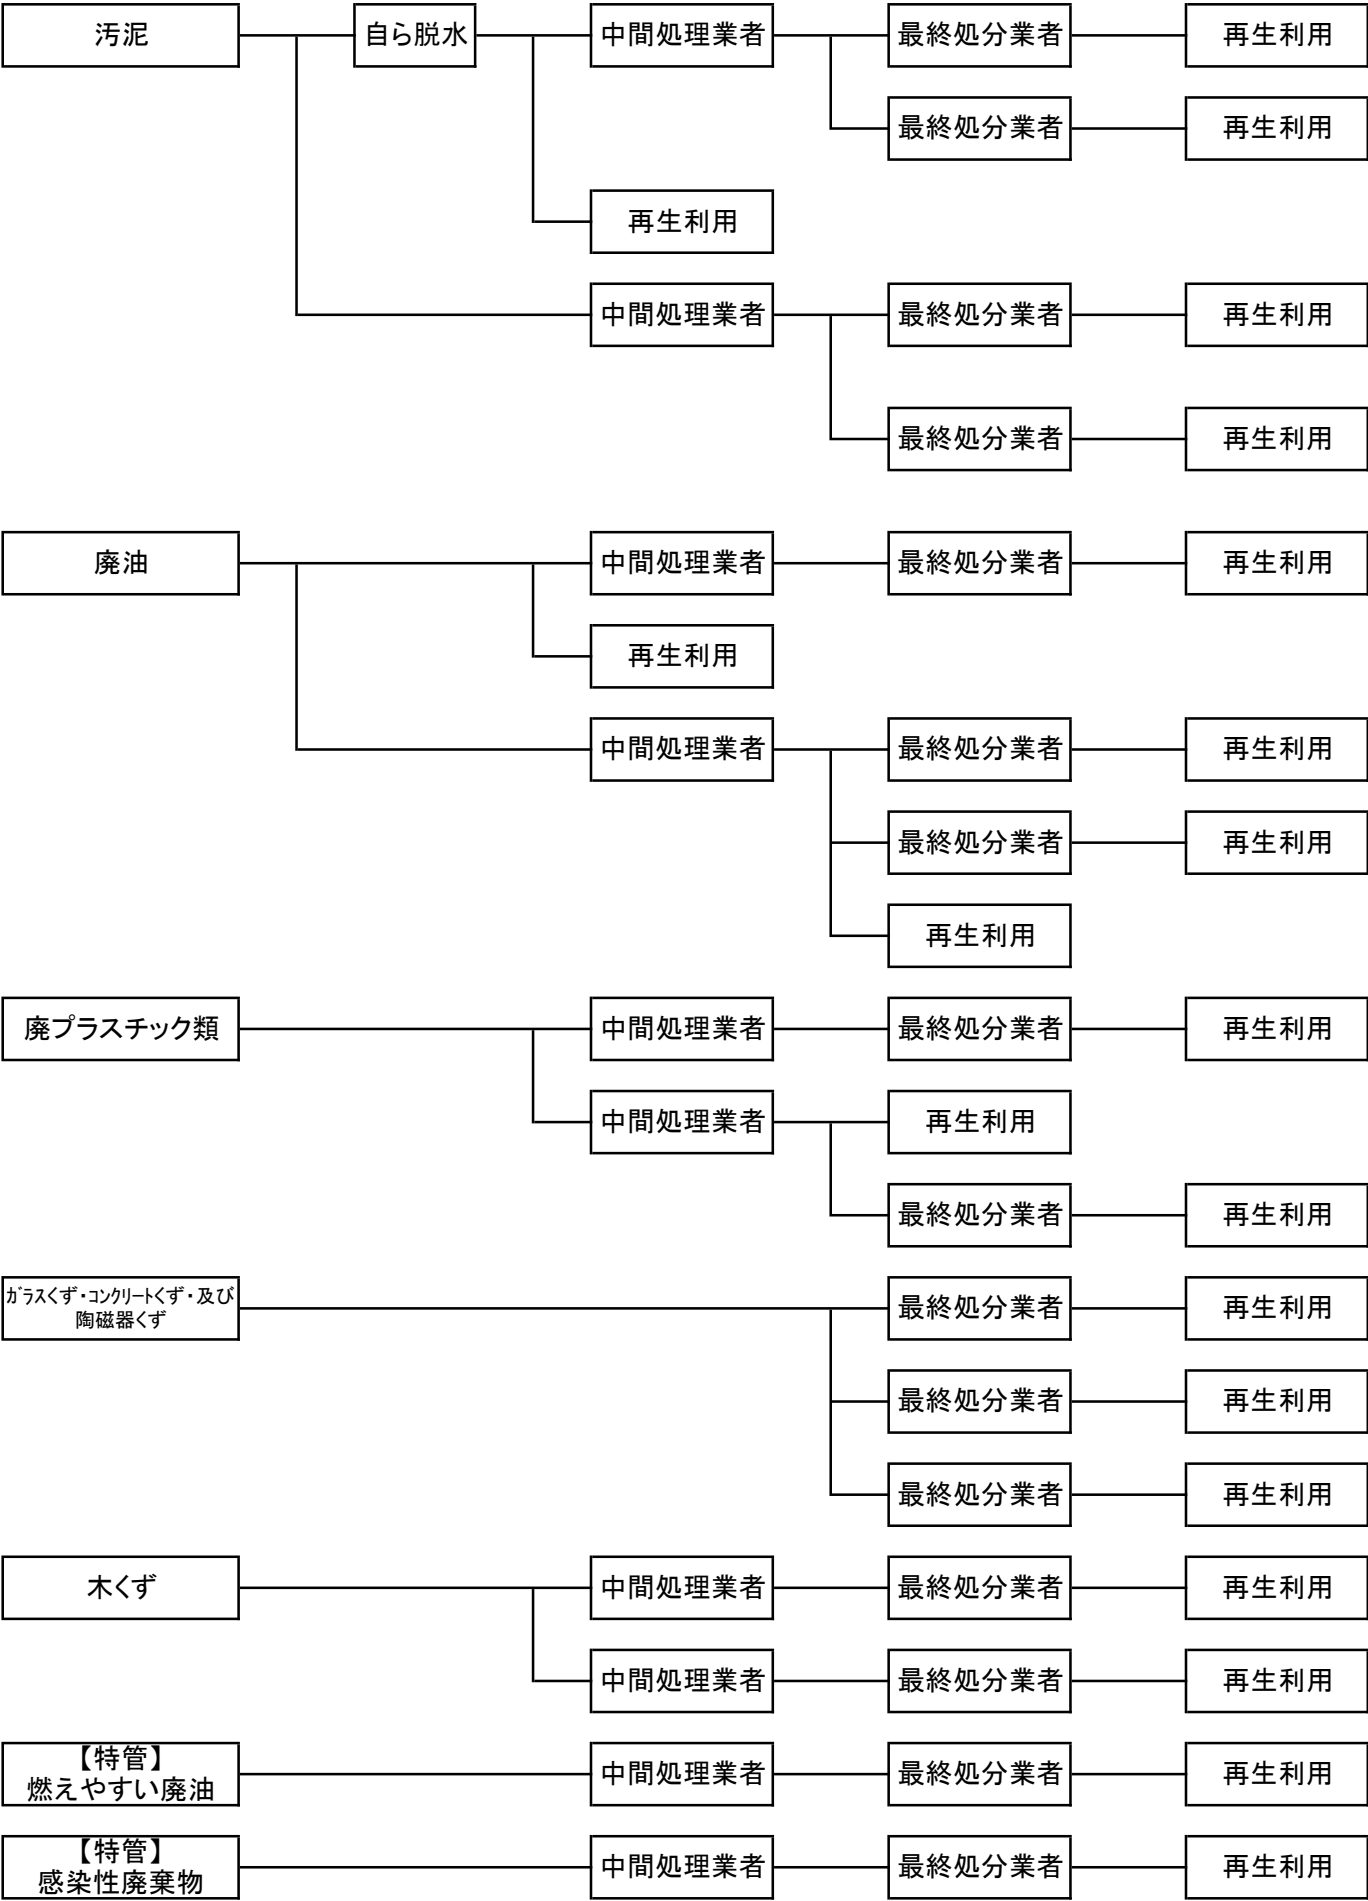 汚泥
自ら脱水
中間処理業者
最終処分業者
再生利用
最終処分業者
再生利用
再生利用
中間処理業者
最終処分業者
再生利用
最終処分業者
再生利用
廃油
中間処理業者
最終処分業者
再生利用
再生利用
中間処理業者
最終処分業者
再生利用
最終処分業者
再生利用
再生利用
廃プラスチック類
中間処理業者
最終処分業者
再生利用
中間処理業者
再生利用
最終処分業者
再生利用
ｶﾞﾗｽくず・ｺﾝｸﾘｰﾄくず・及び
陶磁器くず
最終処分業者
再生利用
最終処分業者
再生利用
最終処分業者
再生利用
木くず
中間処理業者
最終処分業者
再生利用
中間処理業者
最終処分業者
再生利用
【特管】
燃えやすい廃油
中間処理業者
最終処分業者
再生利用
【特管】
感染性廃棄物
中間処理業者
最終処分業者
再生利用